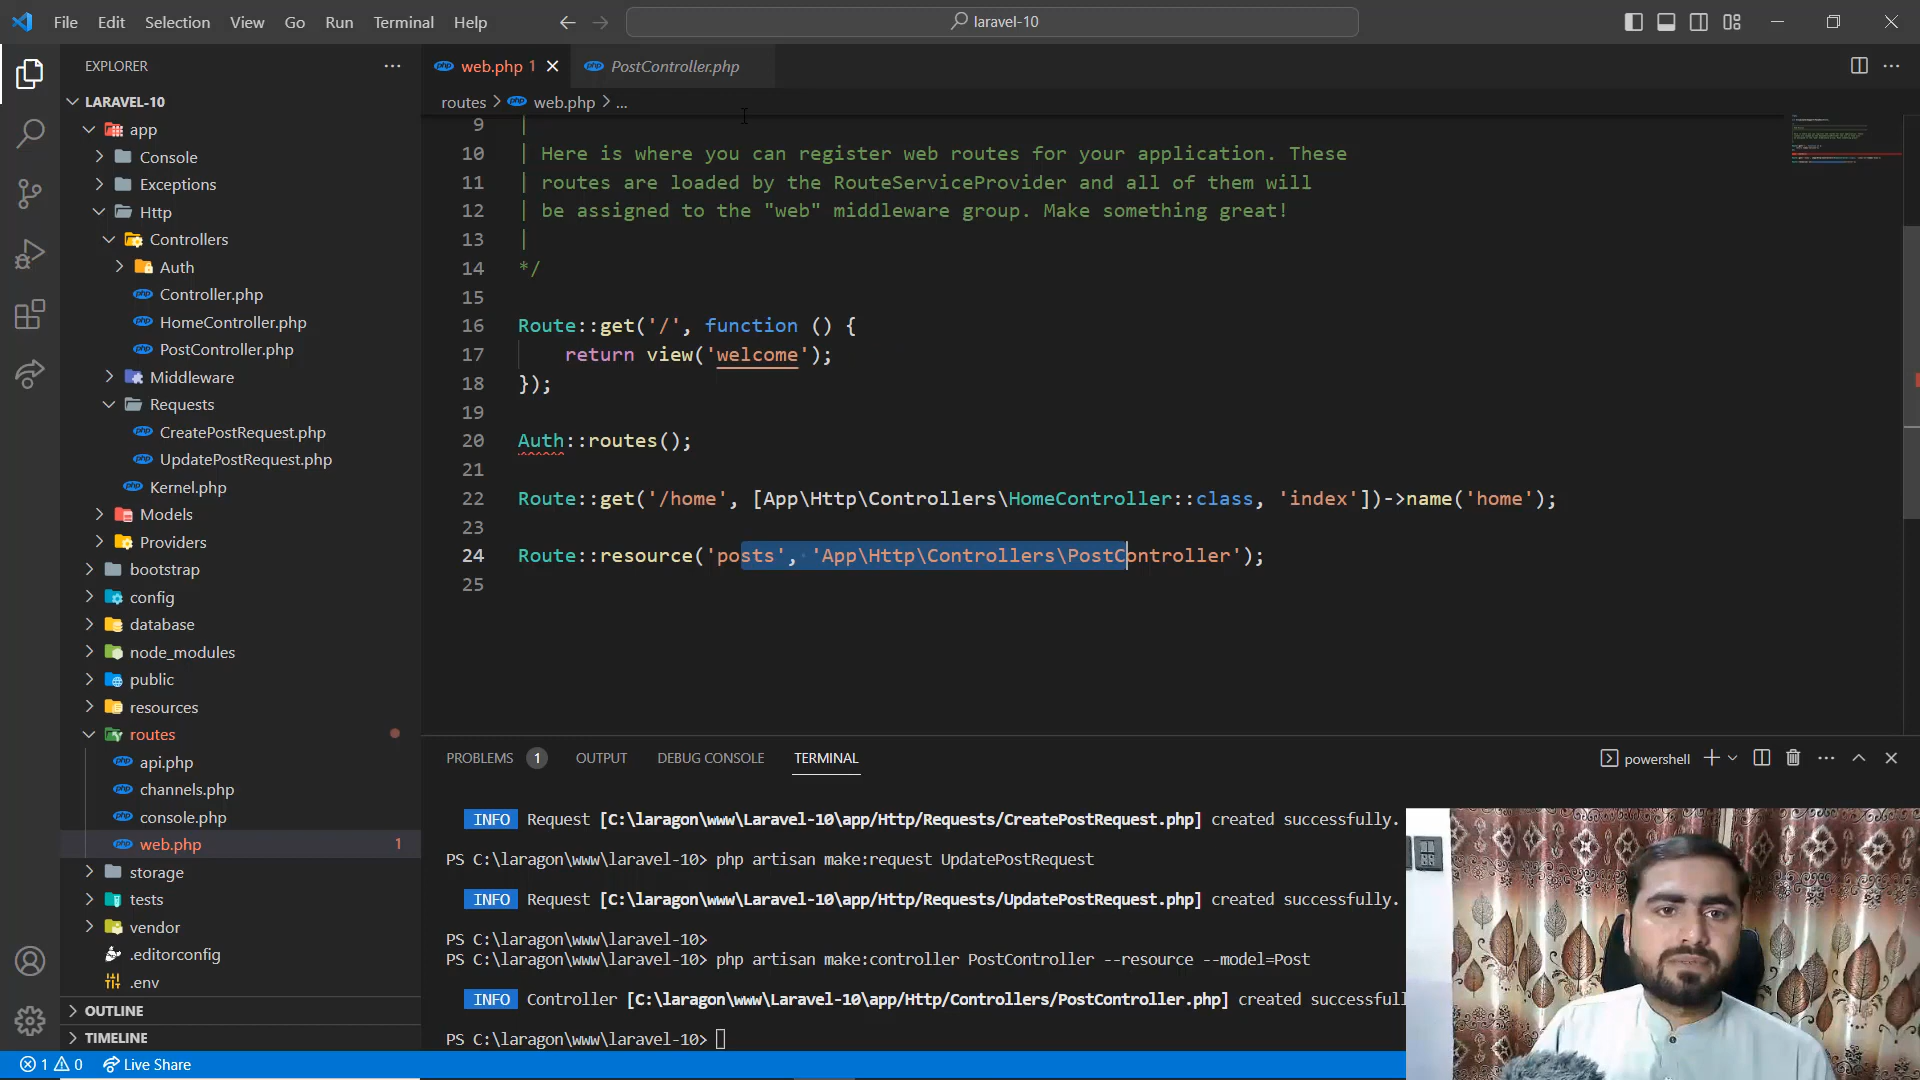 File Edit Selection View Go Run Terminal Help
laravel-10
EXPLORER
LARAVEL-10
app
Console
Exceptions
Http
Controllers
Auth
Controller.php
HomeController.php
PostController.php
Middleware
Requests
CreatePostRequest.php
UpdatePostRequest.php
Kernel.php
Models
Providers
bootstrap
config
database
node_modules
public
resources
routes
api.php
channels.php
console.php
web.php 1
storage
tests
vendor
.editorconfig
.env
OUTLINE
TIMELINE
web.php 1
PostController.php
routes > web.php > ...
9 |
10 | Here is where you can register web routes for your application. These
11 | routes are loaded by the RouteServiceProvider and all of them will
12 | be assigned to the "web" middleware group. Make something great!
13 |
14 */
15
16 Route::get('/', function () {
17 return view('welcome');
18 });
19
20 Auth::routes();
21
22 Route::get('/home', [App\Http\Controllers\HomeController::class, 'index'])->name('home');
23
24 Route::resource('posts', 'App\Http\Controllers\PostController');
25
PROBLEMS 1 OUTPUT DEBUG CONSOLE TERMINAL
powershell
INFO Request [C:\laragon\www\Laravel-10\app/Http/Requests/CreatePostRequest.php] created successfully.
PS C:\laragon\www\laravel-10> php artisan make:request UpdatePostRequest
INFO Request [C:\laragon\www\Laravel-10\app/Http/Requests/UpdatePostRequest.php] created successfully.
PS C:\laragon\www\laravel-10>
PS C:\laragon\www\laravel-10> php artisan make:controller PostController --resource --model=Post
INFO Controller [C:\laragon\www\Laravel-10\app/Http/Controllers/PostController.php] created successfull
PS C:\laragon\www\laravel-10>
1 0 Live Share